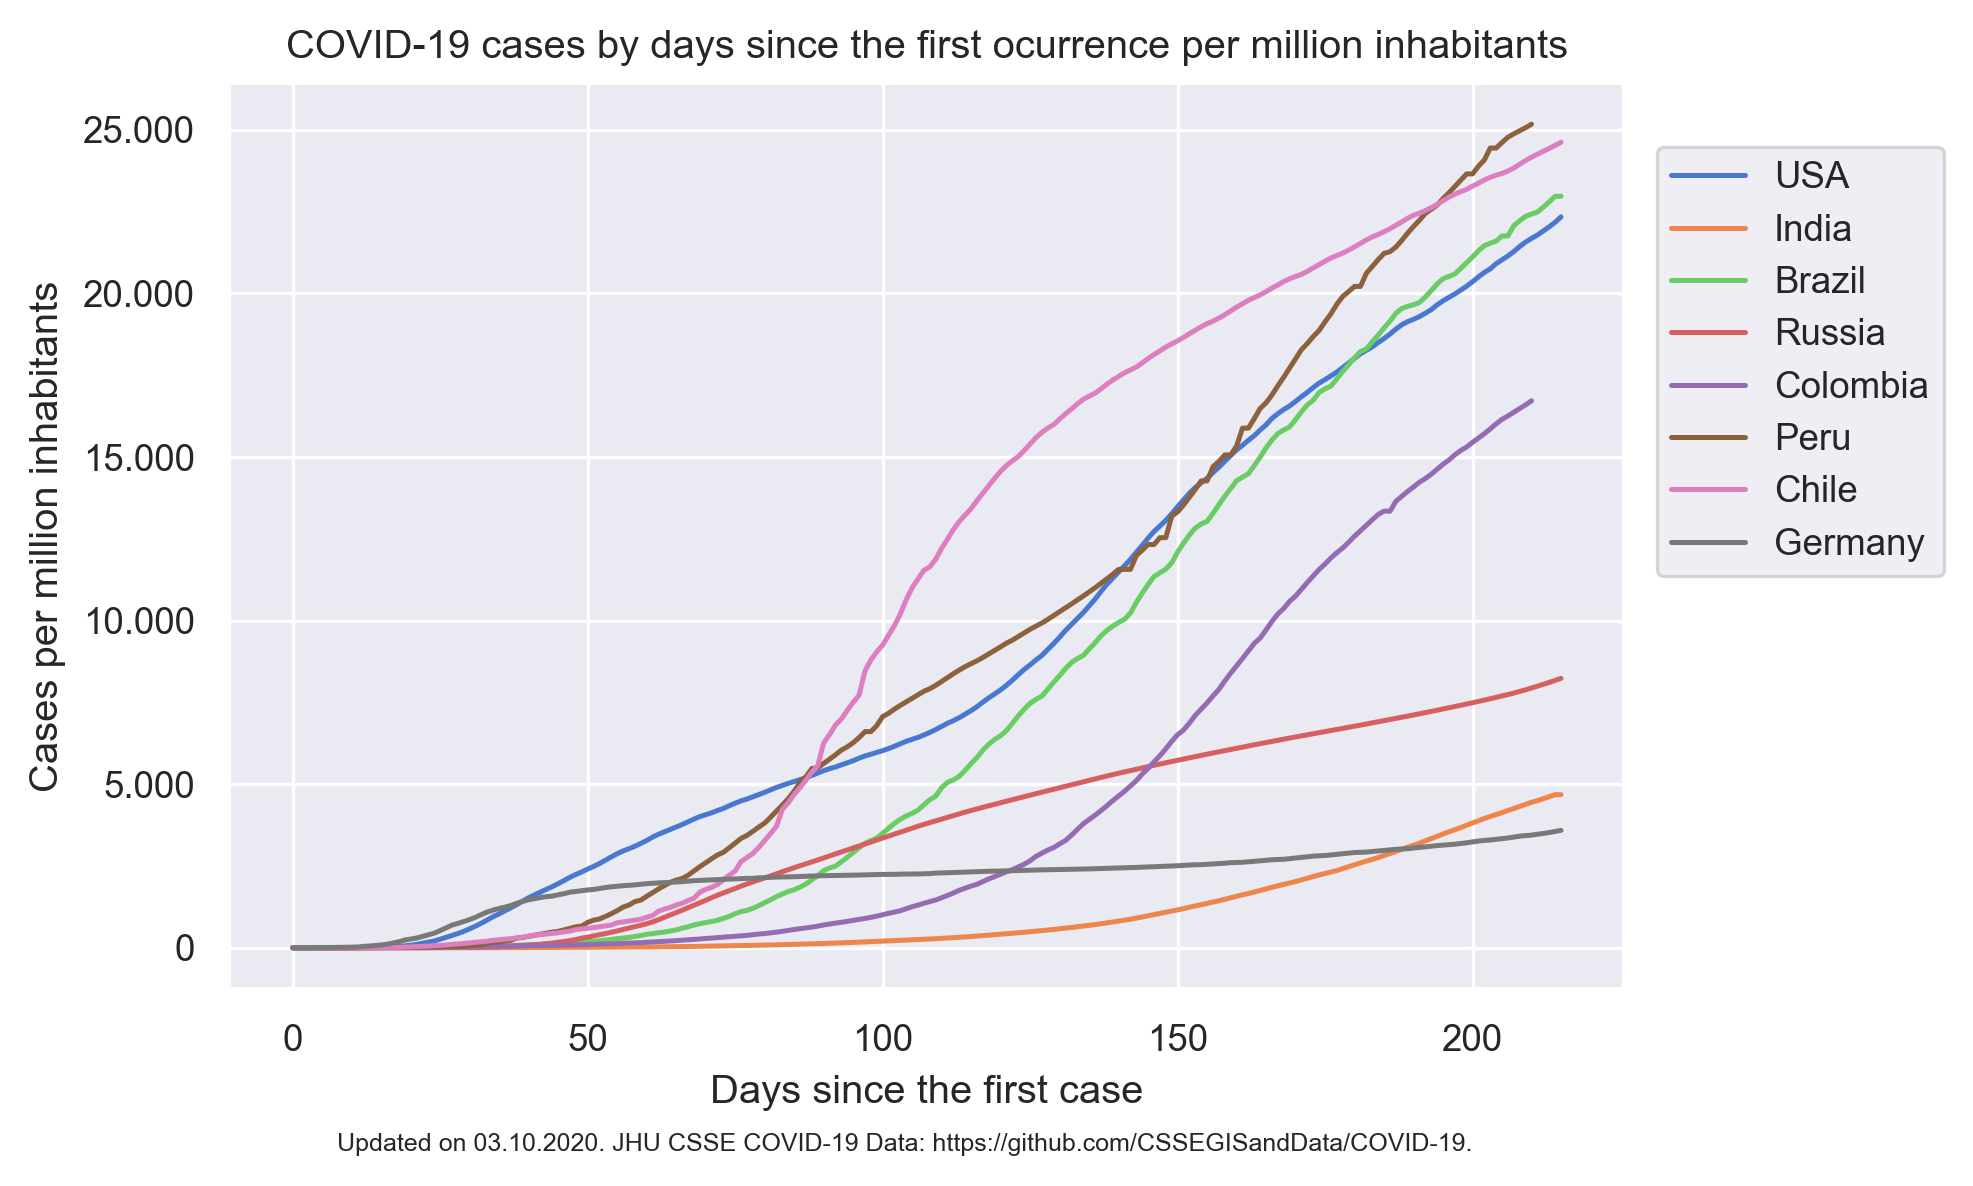 COVID-19 cases by days since the first ocurrence per million inhabitants
Cases per million inhabitants
25.000
20.000
15.000
10.000
5.000
0
0 50 100 150 200
Days since the first case
USA
India
Brazil
Russia
Colombia
Peru
Chile
Germany
Updated on 03.10.2020. JHU CSSE COVID-19 Data: https://github.com/CSSEGISandData/COVID-19.